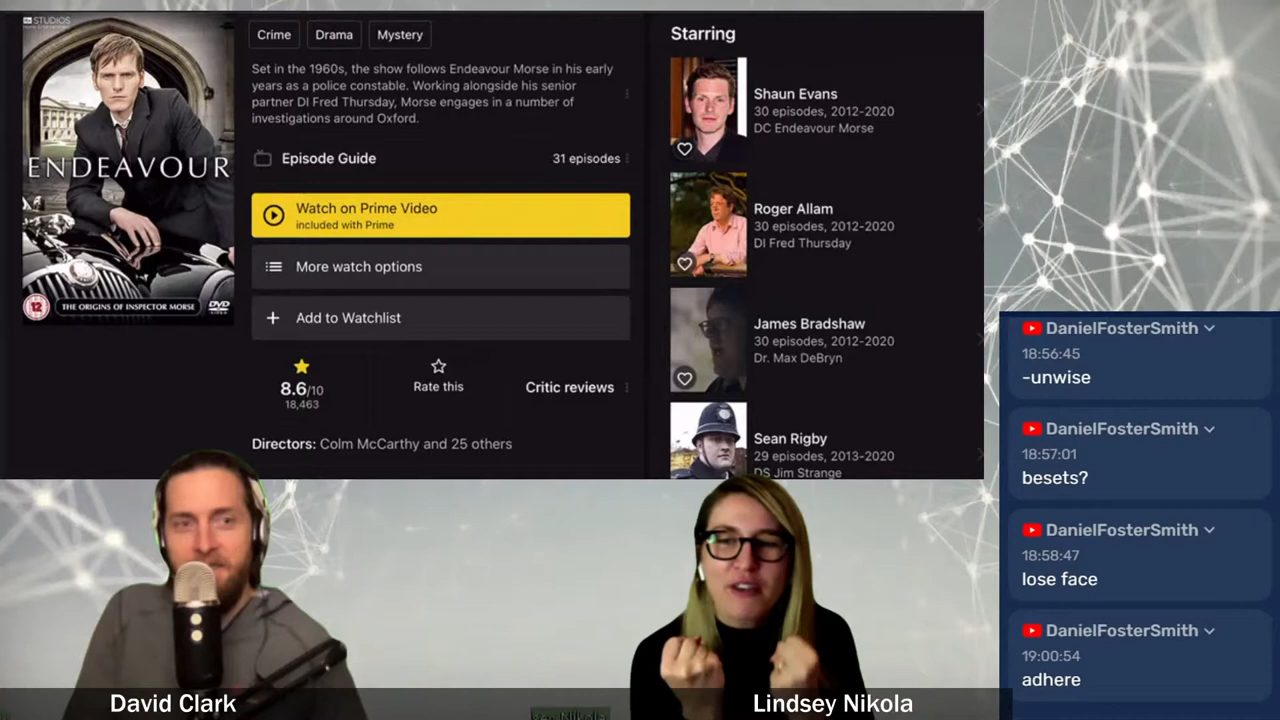 itv STUDIOS
ENDEAVOUR
12
THE ORIGINS OF INSPECTOR MORSE
DVD
VIDEO
Crime
Drama
Mystery
Set in the 1960s, the show follows Endeavour Morse in his early
years as a police constable. Working alongside his senior
partner DI Fred Thursday, Morse engages in a number of
investigations around Oxford.
Episode Guide
31 episodes
Watch on Prime Video
included with Prime
More watch options
Add to Watchlist
8.6/10
18,463
Rate this
Critic reviews
Directors: Colm McCarthy and 25 others
Starring
Shaun Evans
30 episodes, 2012-2020
DC Endeavour Morse
Roger Allam
30 episodes, 2012-2020
DI Fred Thursday
James Bradshaw
30 episodes, 2012-2020
Dr. Max DeBryn
Sean Rigby
29 episodes, 2013-2020
DS Jim Strange
DanielFosterSmith
18:56:45
-unwise
DanielFosterSmith
18:57:01
besets?
DanielFosterSmith
18:58:47
lose face
DanielFosterSmith
19:00:54
adhere
David Clark
Lindsey Nikola